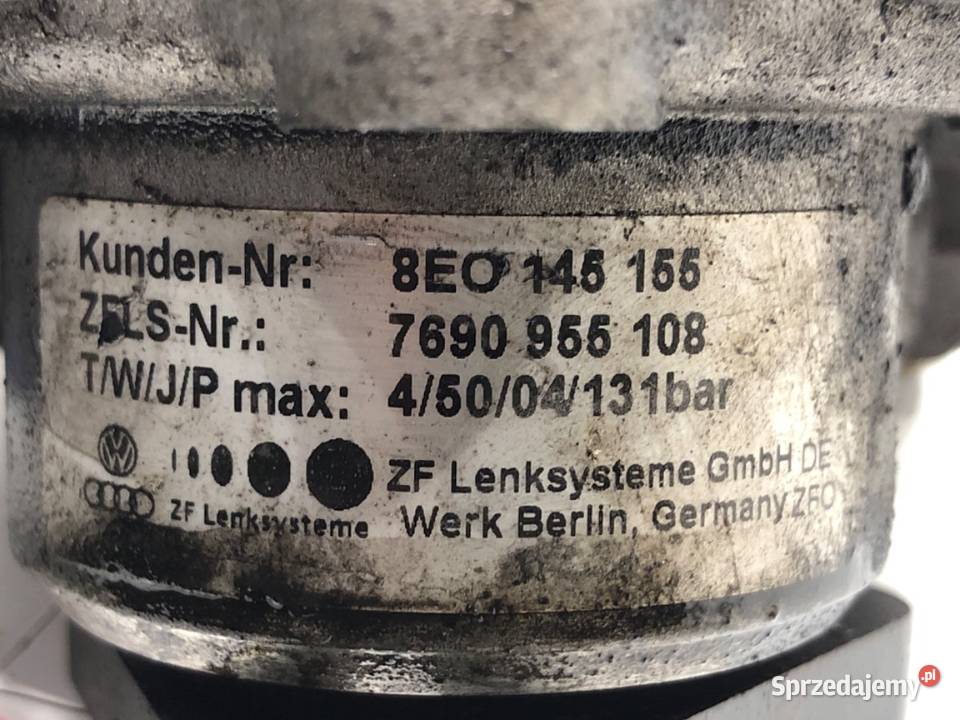 Kunden-Nr: 8EO 145 155
ZFLS-Nr.: 7690 955 108
T/W/J/P max: 4/50/04/131bar
ZF Lenksysteme GmbH DE
ZF Lenksysteme Werk Berlin, Germany ZFO
Sprzedajemy.pl